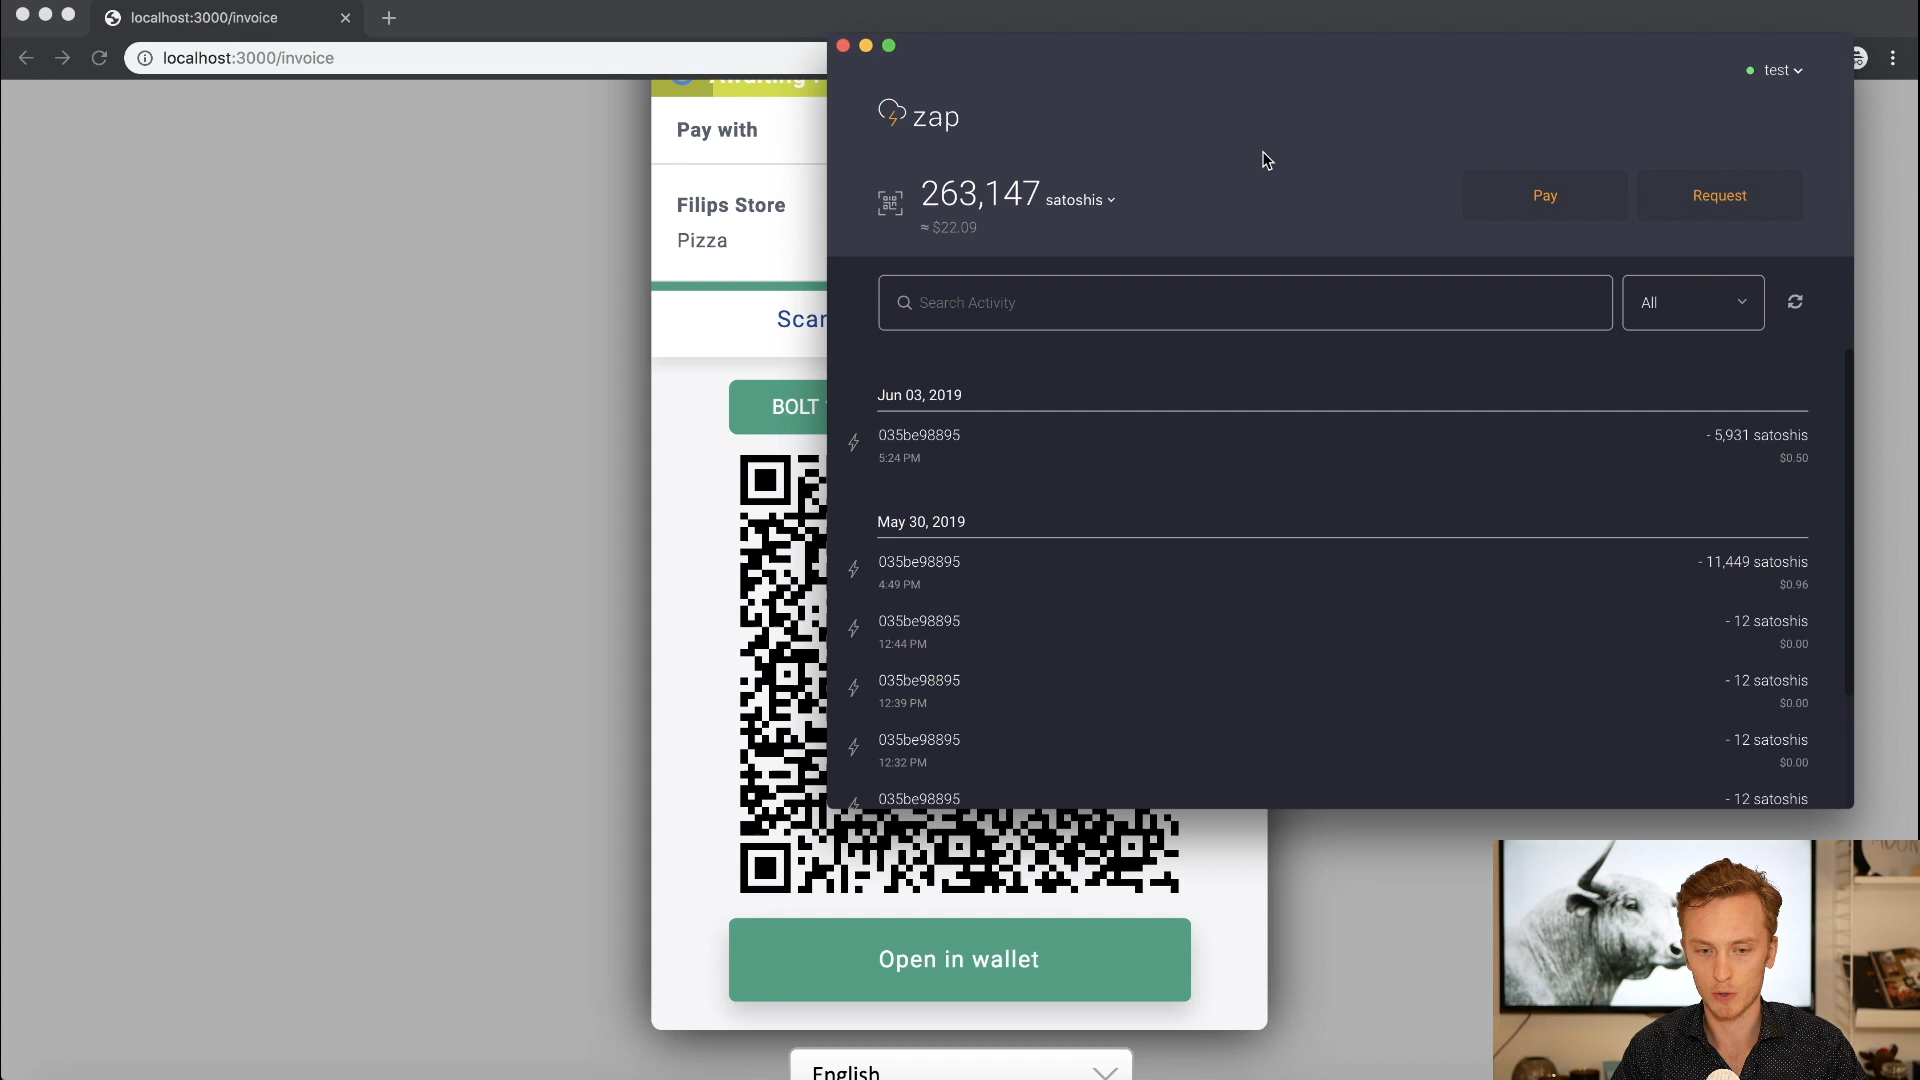 localhost:3000/invoice
localhost:3000/invoice
test
zap
Pay with
263,147 satoshis
≈ $22.09
Pay
Request
Filips Store
Pizza
Search Activity
All
Jun 03, 2019
BOLT
035be98895
- 5,931 satoshis
5:24 PM
$0.50
May 30, 2019
035be98895
- 11,449 satoshis
4:49 PM
$0.96
035be98895
- 12 satoshis
12:44 PM
$0.00
035be98895
- 12 satoshis
12:39 PM
$0.00
035be98895
- 12 satoshis
12:32 PM
$0.00
035be98895
- 12 satoshis
Open in wallet
English